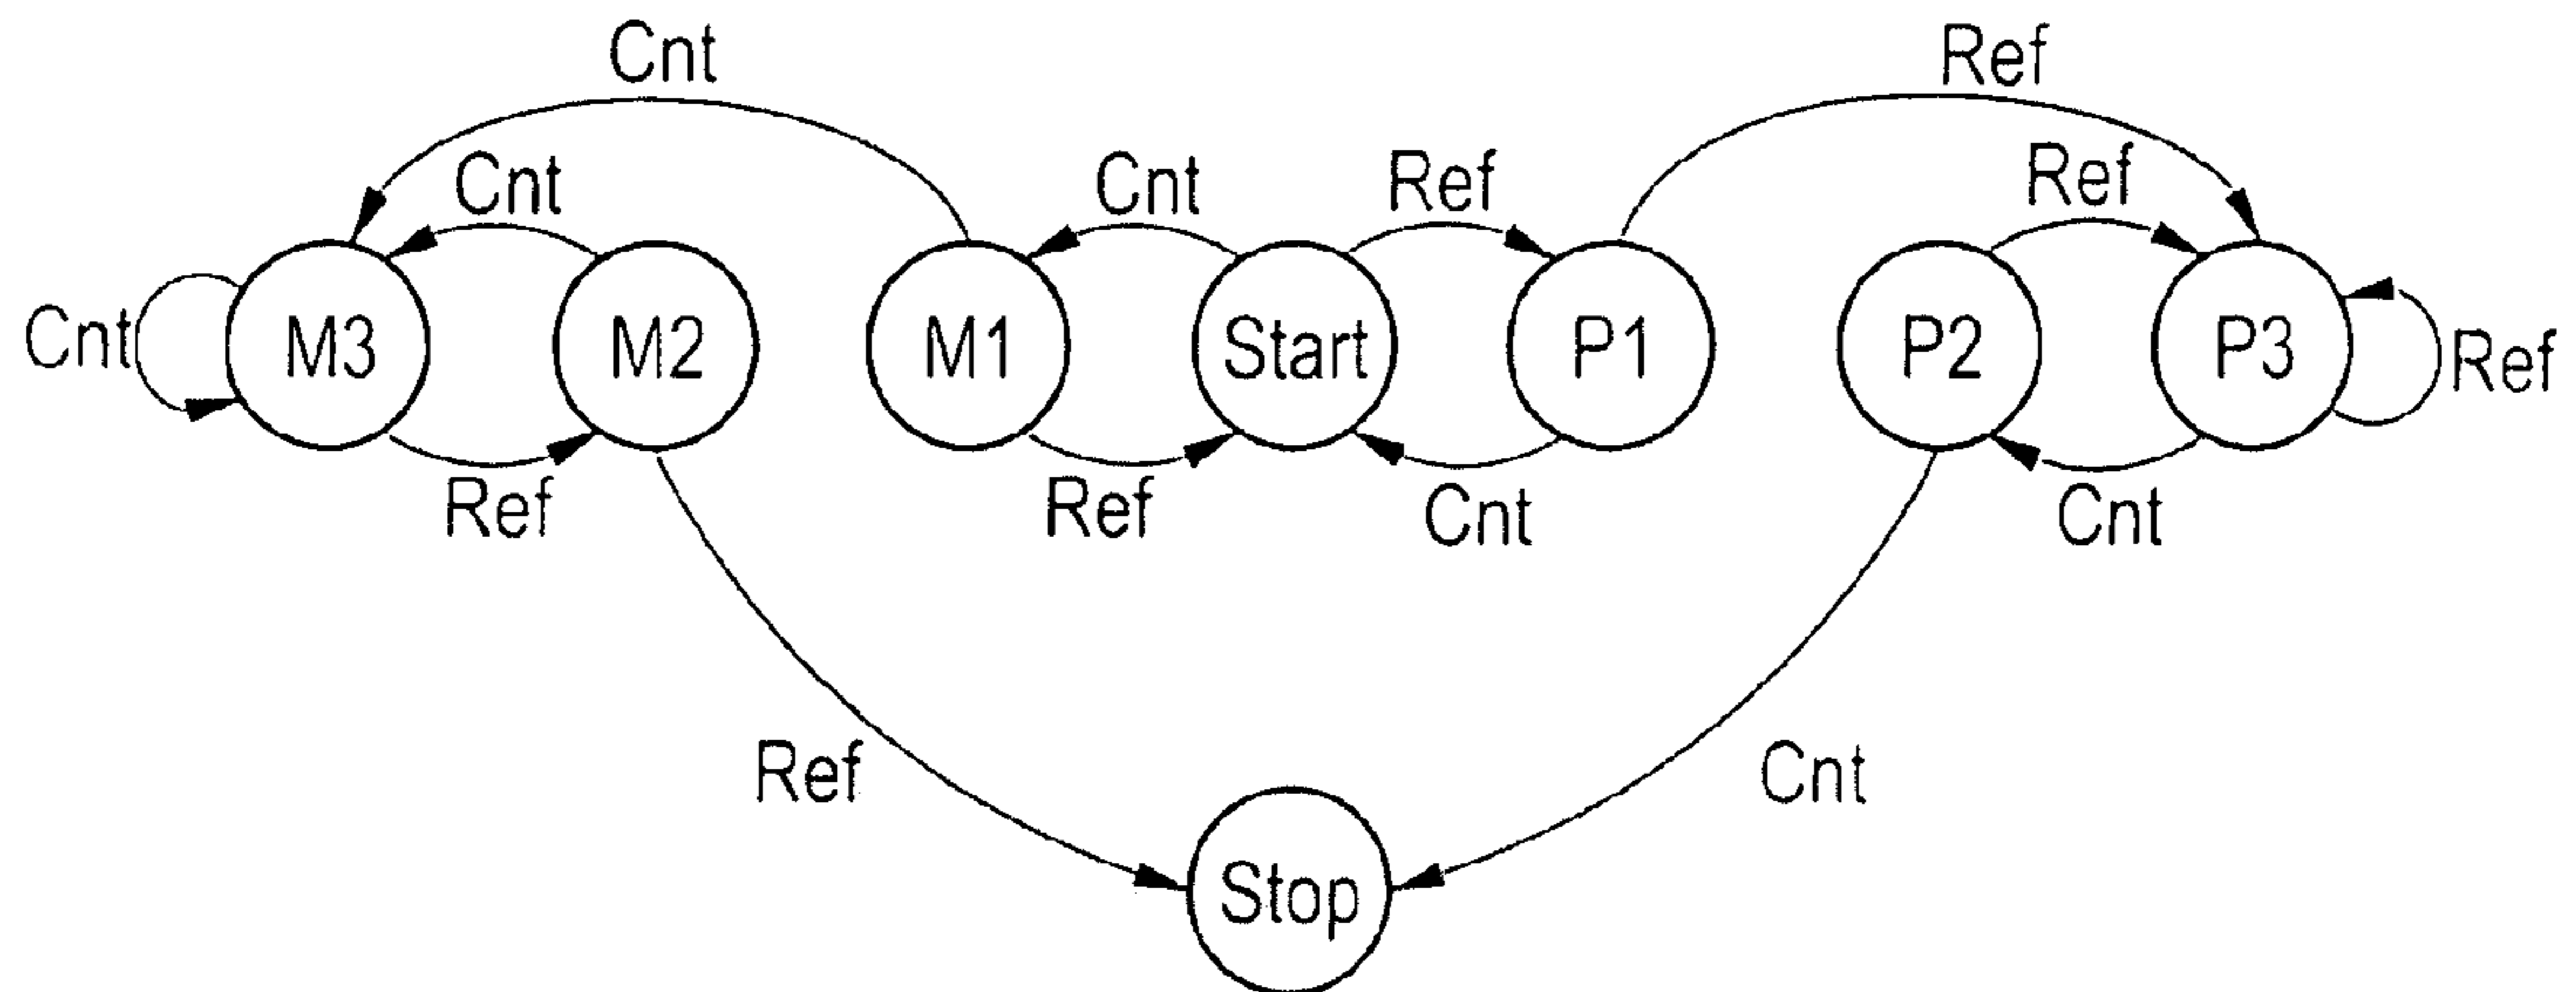 Cnt
Ref
Cnt
Cnt
Ref
Ref
Cnt
M3
M2
M1
Start
P1
P2
P3
Ref
Ref
Ref
Cnt
Cnt
Ref
Cnt
Stop